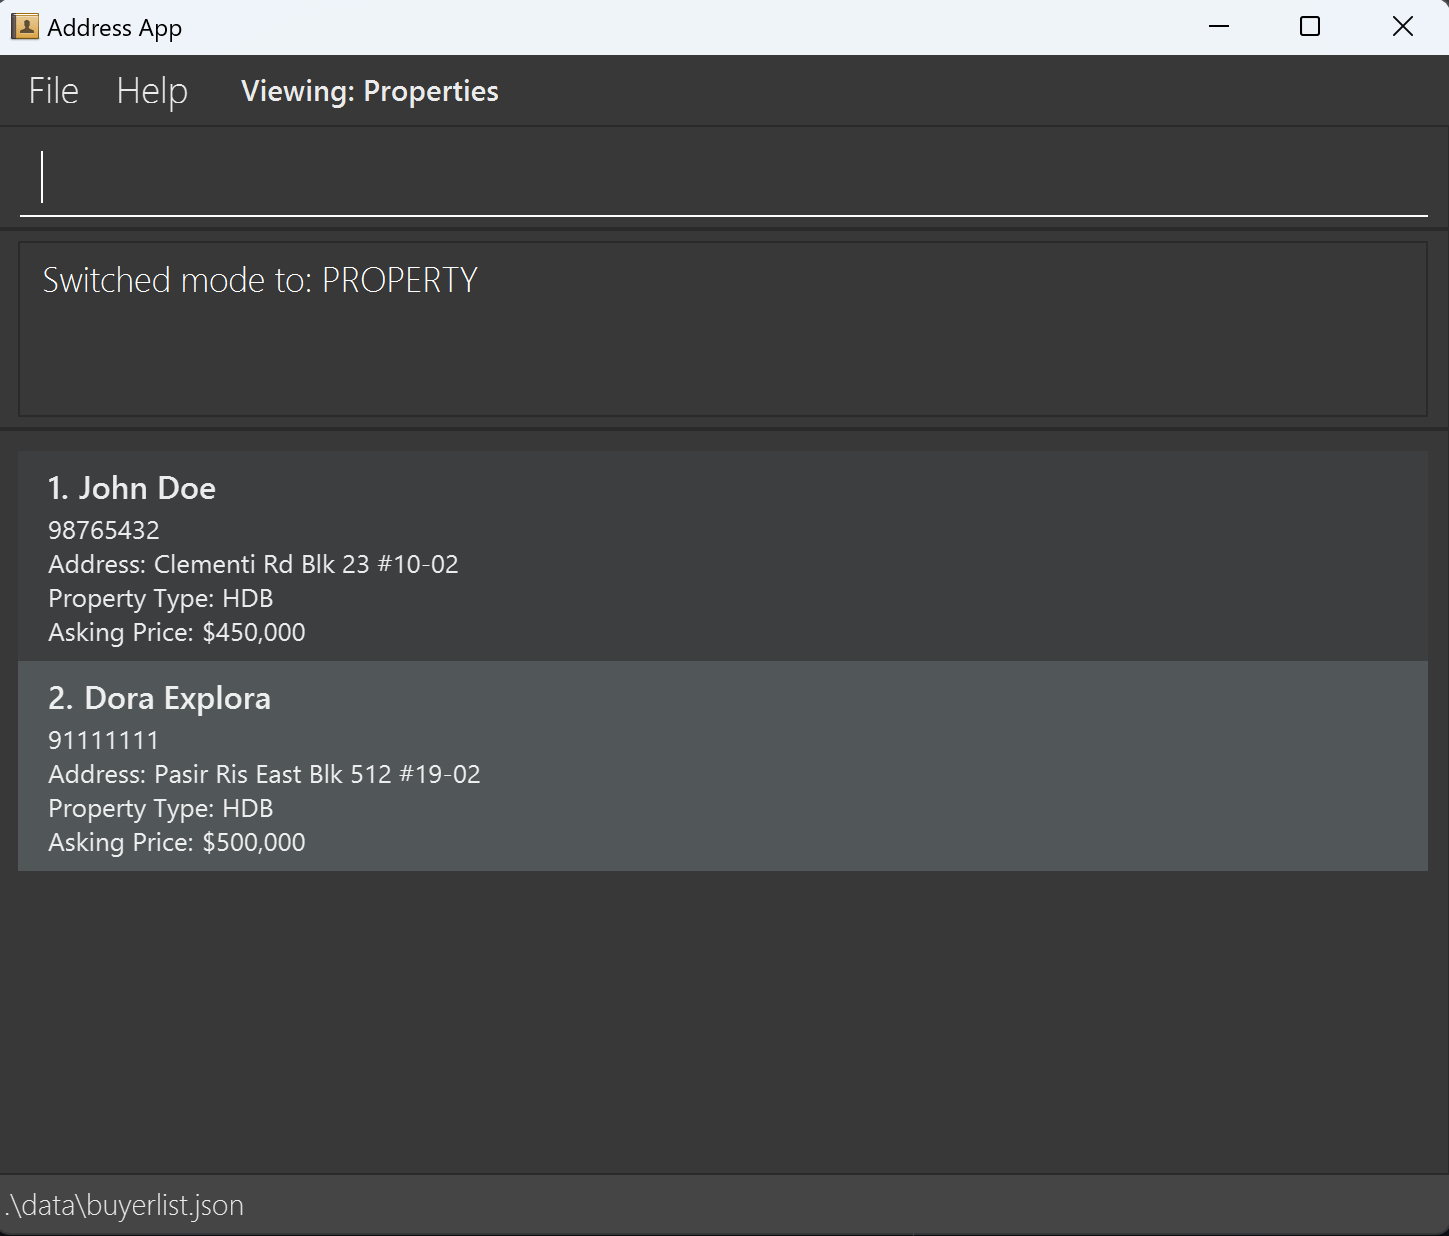 Address App
File Help Viewing: Properties
Switched mode to: PROPERTY
1. John Doe
98765432
Address: Clementi Rd Blk 23 #10-02
Property Type: HDB
Asking Price: $450,000
2. Dora Explora
91111111
Address: Pasir Ris East Blk 512 #19-02
Property Type: HDB
Asking Price: $500,000
.\data\buyerlist.json